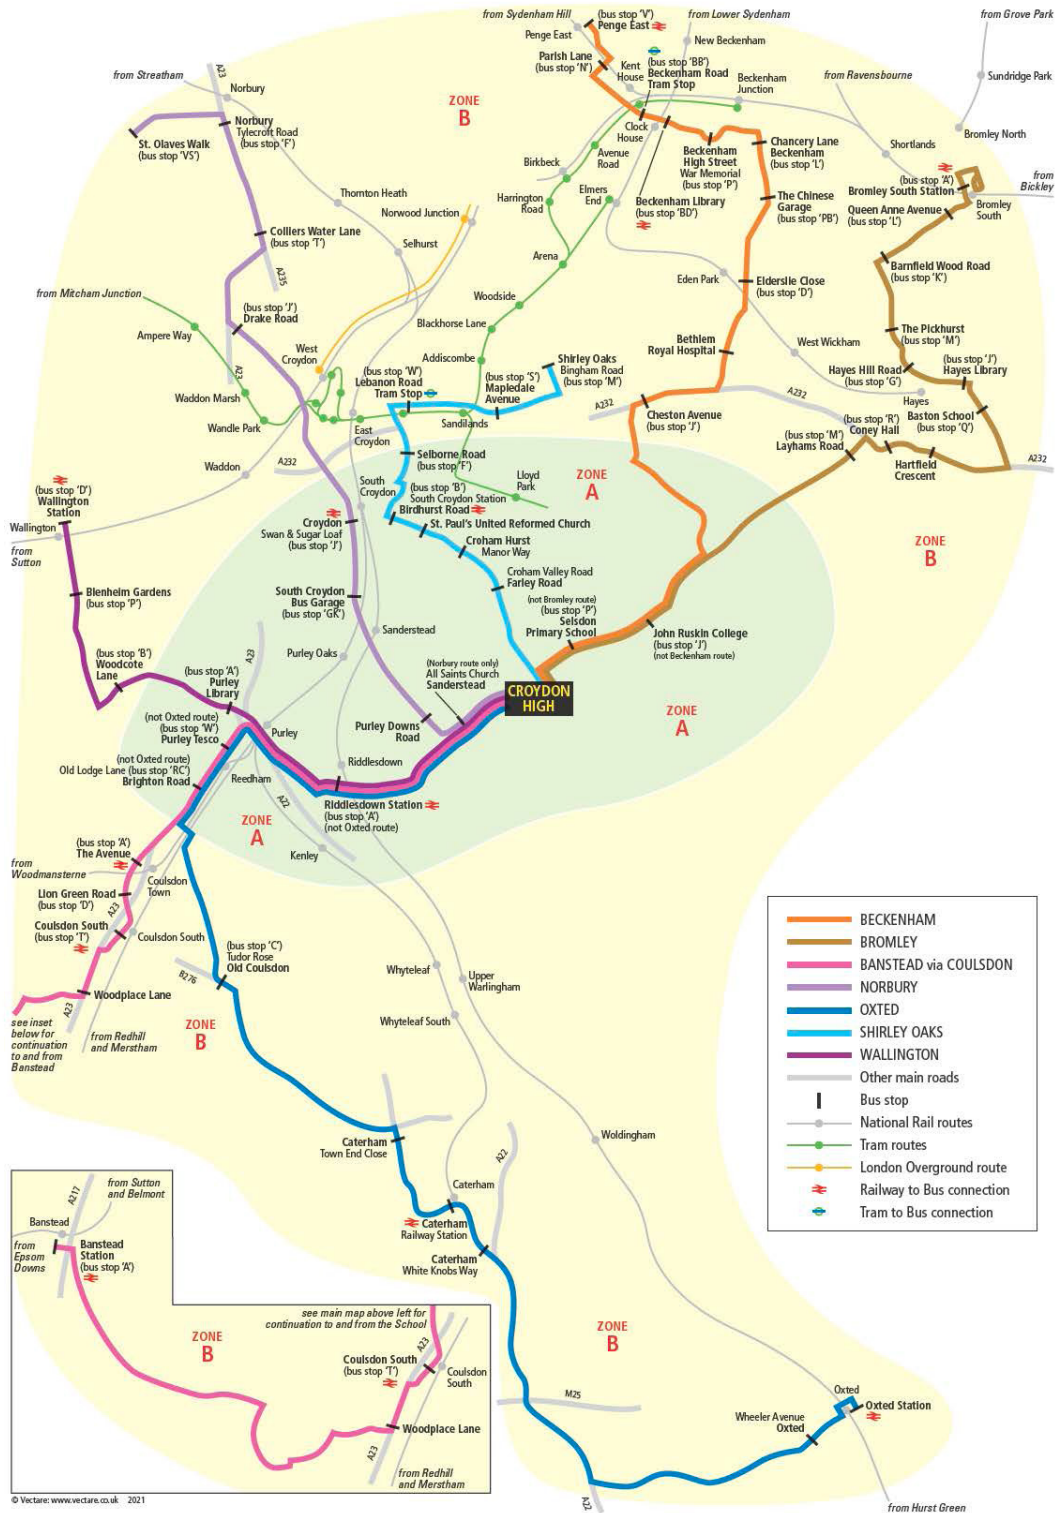 from Sydenham Hill
(bus stop ‘V’)
Penge East
from Lower Sydenham
from Grove Park
Penge East
New Beckenham
Parish Lane
(bus stop ‘N’)
Kent
House
(bus stop ‘BB’)
Beckenham Road
Tram Stop
Beckenham
Junction
from Ravensbourne
Sundridge Park
from Streatham
A23
Norbury
ZONE
B
Norbury
Tylecroft Road
(bus stop ‘F’)
St. Olaves Walk
(bus stop ‘VS’)
Clock
House
Avenue
Road
Birkbeck
Beckenham
High Street
War Memorial
(bus stop ‘P’)
Chancery Lane
Beckenham
(bus stop ‘L’)
Shortlands
Bromley North
(bus stop ‘A’)
Bromley South Station
from
Bickley
Bromley
South
Queen Anne Avenue
(bus stop ‘L’)
Thornton Heath
Norwood Junction
Harrington
Road
Elmers
End
Beckenham Library
(bus stop ‘BD’)
The Chinese
Garage
(bus stop ‘PB’)
Colliers Water Lane
(bus stop ‘T’)
Selhurst
A235
Arena
Eden Park
Elderslie Close
(bus stop ‘D’)
Barnfield Wood Road
(bus stop ‘K’)
from Mitcham Junction
(bus stop ‘J’)
Drake Road
Woodside
Ampere Way
Blackhorse Lane
Bethlem
Royal Hospital
West Wickham
The Pickhurst
(bus stop ‘M’)
West
Croydon
Addiscombe
Shirley Oaks
Bingham Road
(bus stop ‘M’)
(bus stop ‘W’)
Lebanon Road
Tram Stop
(bus stop ‘S’)
Mapledale
Avenue
Hayes Hill Road
(bus stop ‘G’)
(bus stop ‘J’)
Hayes Library
A23
Waddon Marsh
Hayes
A232
A232
Cheston Avenue
(bus stop ‘J’)
Wandle Park
East
Croydon
Sandilands
Baston School
(bus stop ‘Q’)
(bus stop ‘R’)
Coney Hall
(bus stop ‘M’)
Layhams Road
Hartfield
Crescent
A232
Waddon
A232
Selborne Road
(bus stop ‘F’)
Lloyd
Park
ZONE
A
South
Croydon
(bus stop ‘B’)
South Croydon Station
Birdhurst Road
(bus stop ‘D’)
Wallington
Station
Wallington
from
Sutton
Croydon
Swan & Sugar Loaf
(bus stop ‘J’)
St. Paul’s United Reformed Church
Croham Hurst
Manor Way
ZONE
B
Croham Valley Road
Farley Road
Blenheim Gardens
(bus stop ‘P’)
South Croydon
Bus Garage
(bus stop ‘GK’)
(not Bromley route)
(bus stop ‘P’)
Selsdon
Primary School
John Ruskin College
(bus stop ‘J’)
(not Beckenham route)
Sanderstead
(bus stop ‘B’)
Woodcote
Lane
(bus stop ‘A’)
Purley
Library
A23
Purley Oaks
(Norbury route only)
All Saints Church
Sanderstead
CROYDON
HIGH
ZONE
A
(not Oxted route)
(bus stop ‘W’)
Purley Tesco
Purley
Purley Downs
Road
(not Oxted route)
Old Lodge Lane (bus stop ‘RC’)
Brighton Road
Reedham
Riddlesdown
A22
Riddlesdown Station
(bus stop ‘A’)
(not Oxted route)
ZONE
A
(bus stop ‘A’)
The Avenue
Kenley
from
Woodmansterne
Coulsdon
Town
Lion Green Road
(bus stop ‘D’)
A23
Coulsdon South
(bus stop ‘T’)
Coulsdon South
(bus stop ‘C’)
Tudor Rose
Old Coulsdon
B276
Woodplace Lane
A23
see inset
below for
continuation
to and from
Banstead
from Redhill
and Merstham
ZONE
B
Whyteleaf
Upper
Warlingham
Whyteleaf South
BECKENHAM
BROMLEY
BANSTEAD via COULSDON
NORBURY
OXTED
SHIRLEY OAKS
WALLINGTON
Other main roads
Bus stop
National Rail routes
Tram routes
London Overground route
Railway to Bus connection
Tram to Bus connection
Caterham
Town End Close
A22
Woldingham
Caterham
Caterham
Railway Station
Caterham
White Knobs Way
ZONE
B
M25
Oxted
Oxted Station
Wheeler Avenue
Oxted
A22
from Hurst Green
A217
from Sutton
and Belmont
Banstead
from
Epsom
Downs
Banstead
Station
(bus stop ‘A’)
ZONE
B
see main map above left for
continuation to and from the School
A23
Coulsdon South
(bus stop ‘T’)
Coulsdon
South
Woodplace Lane
A23
from Redhill
and Merstham
© Vectare: www.vectare.co.uk 2021